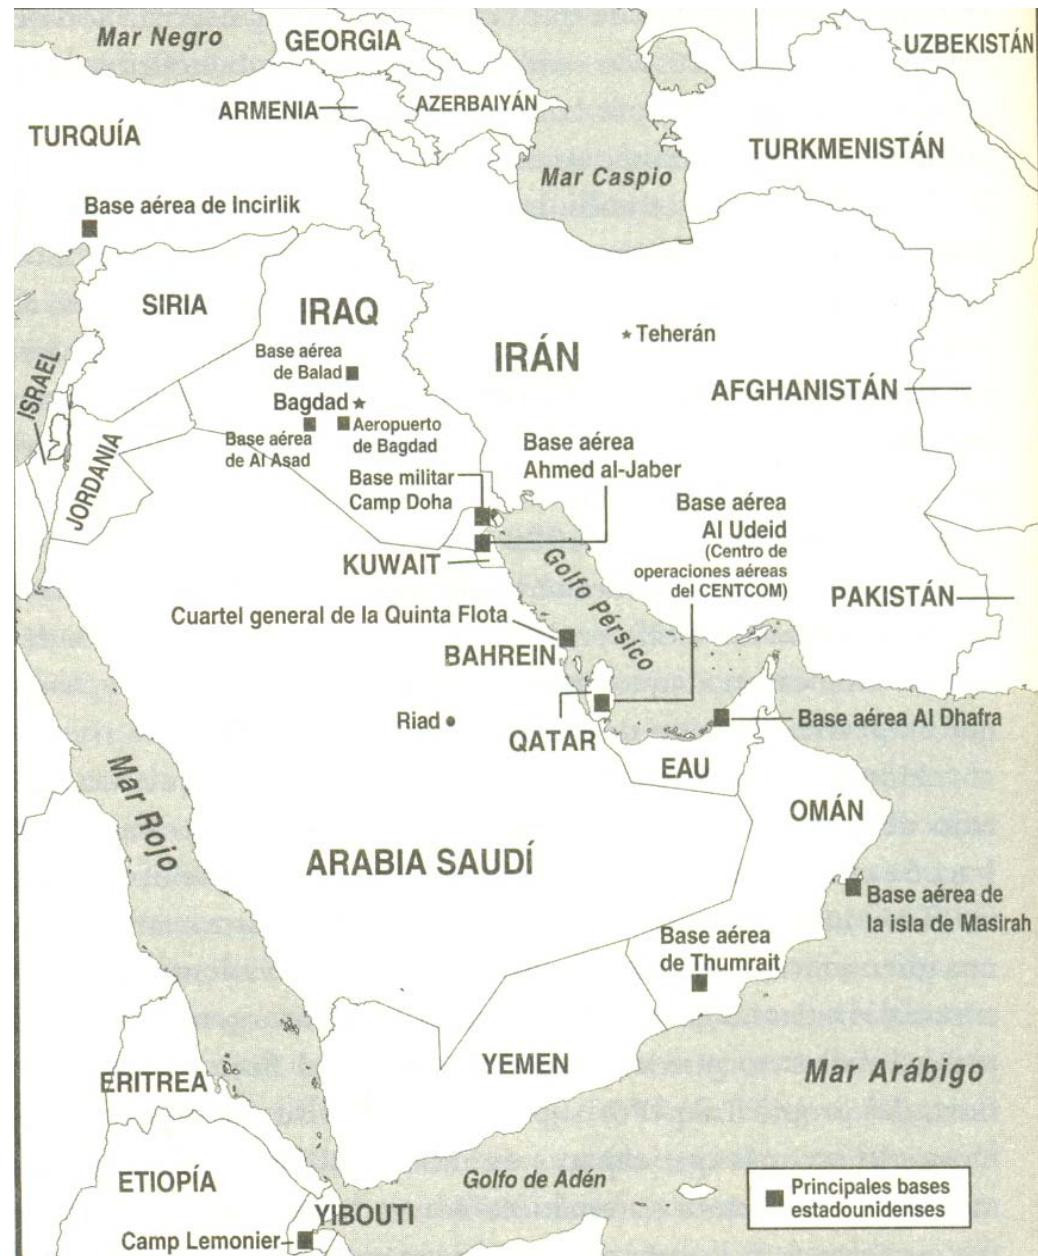 Mar Negro
GEORGIA
UZBEKISTÁN
ARMENIA
AZERBAIYÁN
TURQUÍA
TURKMENISTÁN
Mar Caspio
Base aérea de Incirlik
SIRIA
IRAQ
IRÁN
Teherán
ISRAEL
Base aérea
de Balad
AFGHANISTÁN
Bagdad
Base aérea
de Al Asad
Aeropuerto
de Bagdad
JORDANIA
Base aérea
Ahmed al-Jaber
Base militar
Camp Doha
Base aérea
Al Udeid
(Centro de
operaciones aéreas
del CENTCOM)
KUWAIT
Golfo Pérsico
PAKISTÁN
Cuartel general de la Quinta Flota
BAHREIN
Riad
QATAR
Base aérea Al Dhafra
EAU
Mar Rojo
OMÁN
ARABIA SAUDÍ
Base aérea de
la isla de Masirah
Base aérea
de Thumrait
YEMEN
Mar Arábigo
ERITREA
ETIOPÍA
Golfo de Adén
YIBOUTI
Camp Lemonier
Principales bases
estadounidenses